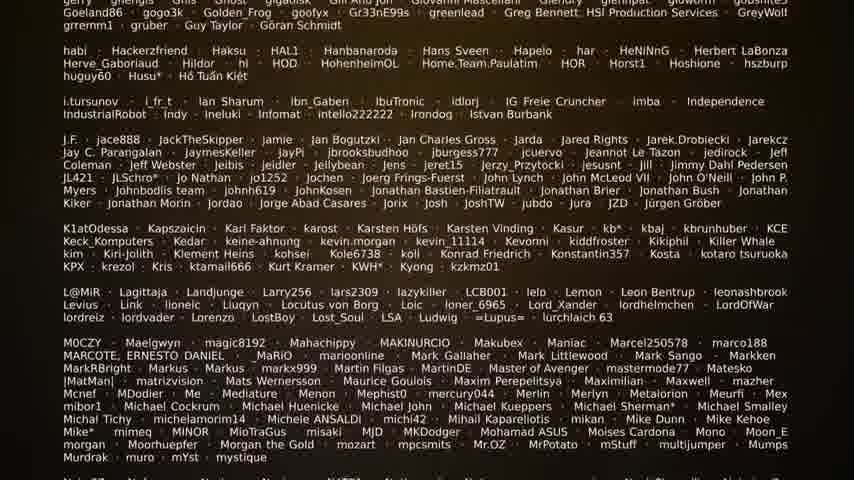 Goeland86 · gogo3k · Golden_Frog · goofyx · Gr33nE99s · greenlead · Greg Bennett. HSI Production Services · GreyWolf
grremm1 · gruber · Guy Taylor · Göran Schmidt
habi · Hackerzfriend · Haksu · HAL1 · Hanbanaroda · Hans Sveen · Hapelo · har · HeNiNnG · Herbert LaBonza
Herve_Gaboriaud · Hildor · hl · HOD · HohenheimOL · Home.Team.Paulatim · HOR · Horst1 · Hoshione · hszburp
huguy60 · Husu* · Hồ Tuấn Kiệt
i.tursunov · i_fr_t · Ian Sharum · ibn_Gaben · IbuTronic · idlorj · IG Freie Cruncher · imba · Independence
IndustrialRobot · Indy · Ineluki · Infomat · intello222222 · Irondog · Istvan Burbank
J.F. · jace888 · JackTheSkipper · Jamie · Jan Bogutzki · Jan Charles Gross · Jarda · Jared Rights · Jarek.Drobiecki · Jarekcz
Jay C. Parangalan · JaymesKeller · JayPi · jbrooksbudhoo · jburgess777 · jcuervo · Jeannot Le Tazon · jedirock · Jeff
Coleman · Jeff Webster · Jeibis · jeidler · Jellybean · Jens · jeret15 · Jerzy_Przytocki · jesusnt · Jill · Jimmy Dahl Pedersen
JL421 · JLSchro* · Jo Nathan · jo1252 · Jochen · Joerg Frings-Fuerst · John Lynch · John McLeod VII · John O'Neill · John P.
Myers · Johnbodlis team · johnh619 · JohnKosen · Jonathan Bastien-Filiatrault · Jonathan Brier · Jonathan Bush · Jonathan
Kiker · Jonathan Morin · Jordao · Jorge Abad Casares · Jorix · Josh · JoshTW · jubdo · Jura · JZD · Jürgen Gröber
K1atOdessa · Kapszaicin · Karl Faktor · karost · Karsten Höfs · Karsten Vinding · Kasur · kb* · kbaj · kbrunhuber · KCE
Keck_Komputers · Kedar · keine-ahnung · kevin.morgan · kevin_11114 · Kevonni · kiddfroster · Kikiphil · Killer Whale
kim · Kiri-Jolith · Klement Heins · kohsei · Kole6738 · koli · Konrad Friedrich · Konstantin357 · Kosta · kotaro tsuruoka
KPX · krezol · Kris · ktamail666 · Kurt Kramer · KWH* · Kyong · kzkmz01
L@MiR · Lagittaja · Landjunge · Larry256 · lars2309 · lazykiller · LCB001 · lelo · Lemon · Leon Bentrup · leonashbrook
Levius · Link · lioneic · Liuqyn · Locutus von Borg · Loic · loner_6965 · Lord_Xander · lordhelmchen · LordOfWar
lordreiz · lordvader · Lorenzo · LostBoy · Lost_Soul · LSA · Ludwig · =Lupus= · lürchlaich 63
M0CZY · Maelgwyn · magic8192 · Mahachippy · MAKINURCIO · Makubex · Maniac · Marcel250578 · marco188
MARCOTE, ERNESTO DANIEL · _MaRiO · marioonline · Mark Gallaher · Mark Littlewood · Mark Sango · Markken
MarkRBright · Markus · Markus · markx999 · Martin Filgas · MartinDE · Master of Avenger · mastermode77 · Matesko
|MatMan| · matrizvision · Mats Wernersson · Maurice Goulois · Maxim Perepelitsya · Maximilian · Maxwell · mazher
Mcnef · MDodier · Me · Mediature · Menon · Mephist0 · mercury044 · Merlin · Merlyn · Metalorion · Meurfi · Mex
mibor1 · Michael Cockrum · Michael Huenicke · Michael John · Michael Kueppers · Michael Sherman* · Michael Smalley
Michal Tichy · michelamorim14 · Michele ANSALDI · michi42 · Mihail Kapareliotis · mikan · Mike Dunn · Mike Kehoe
Mike* · mimeq · MINOR · MioTraGus · misaki · MJD · MKDodger · Mohamad ASUS · Moises Cardona · Mono · Moon_E
morgan · Moorhuepfer · Morgan the Gold · mozart · mpcsmits · Mr.OZ · MrPotato · mStuff · multijumper · Mumps
Murdrak · muro · mYst · mystique